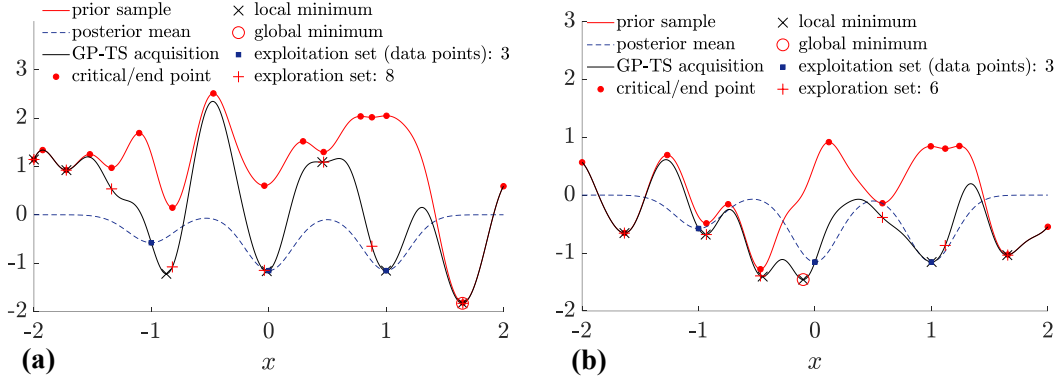 prior sample
posterior mean
GP-TS acquisition
critical/end point
local minimum
global minimum
exploitation set (data points): 3
exploration set: 8
3
2
1
0
-1
-2
-2 -1 0 1 2
x
(a)
prior sample
posterior mean
GP-TS acquisition
critical/end point
local minimum
global minimum
exploitation set (data points): 3
exploration set: 6
3
2
1
0
-1
-2
-2 -1 0 1 2
x
(b)